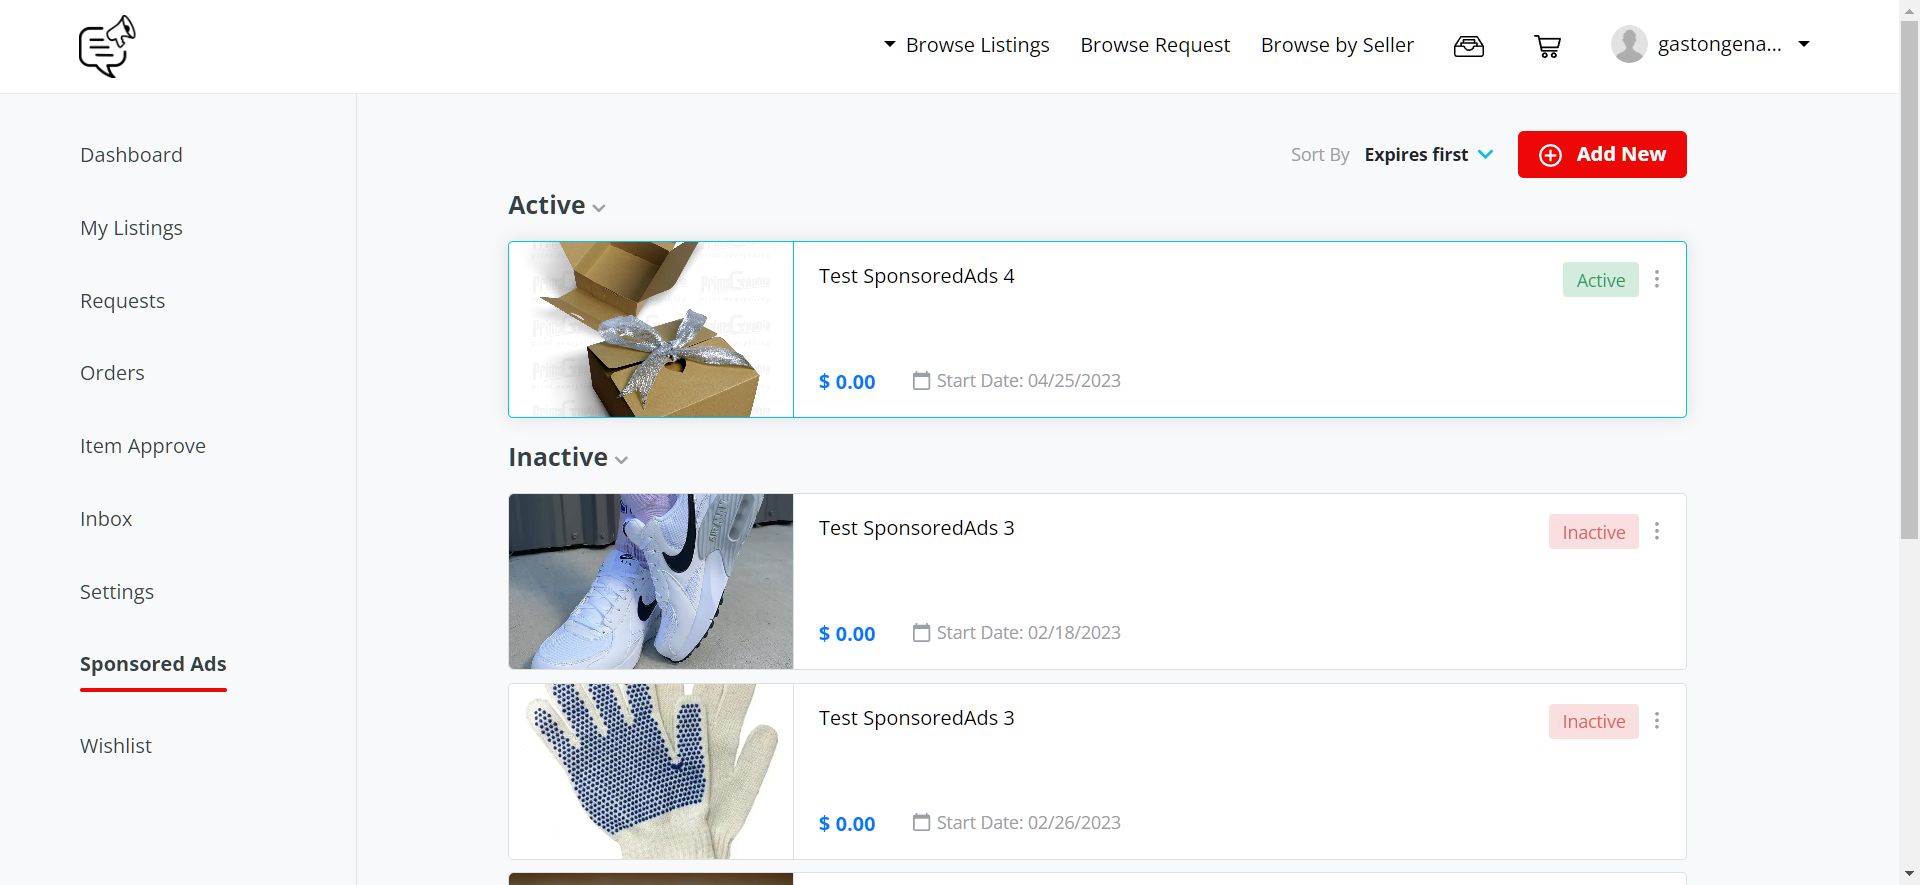 Browse Listings
Browse Request
Browse by Seller
gastongena...
Dashboard
My Listings
Requests
Orders
Item Approve
Inbox
Settings
Sponsored Ads
Wishlist
Sort By Expires first
Add New
Active
Test SponsoredAds 4
Active
$ 0.00
Start Date: 04/25/2023
Inactive
Test SponsoredAds 3
Inactive
$ 0.00
Start Date: 02/18/2023
Test SponsoredAds 3
Inactive
$ 0.00
Start Date: 02/26/2023